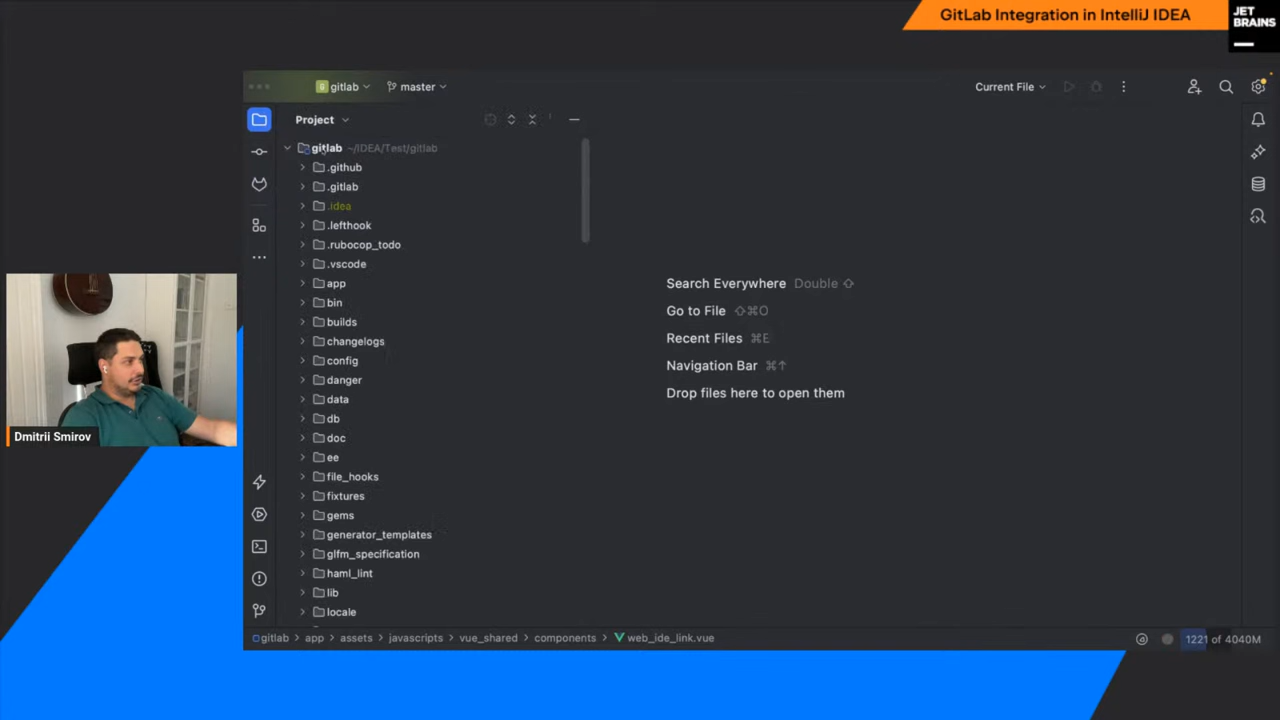 GitLab Integration in IntelliJ IDEA
JET
BRAINS
G gitlab
master
Current File
Project
gitlab ~/IDEA/Test/gitlab
.github
.gitlab
.idea
.lefthook
.rubocop_todo
.vscode
app
bin
builds
changelogs
config
danger
data
db
doc
ee
file_hooks
fixtures
gems
generator_templates
glfm_specification
haml_lint
lib
locale
Search Everywhere Double ⇧
Go to File ⇧⌘O
Recent Files ⌘E
Navigation Bar ⌘↑
Drop files here to open them
Dmitrii Smirov
gitlab > app > assets > javascripts > vue_shared > components > web_ide_link.vue
1221 of 4040M